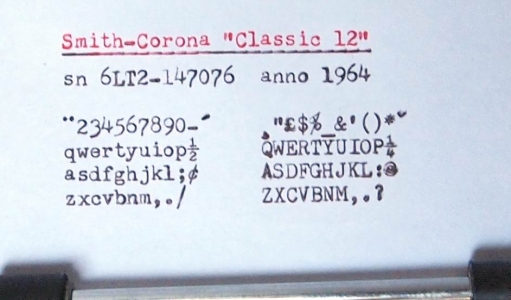 Smith-Corona "Classic 12"
sn 6LT2-147076 anno 1964
¨234567890-´ ¸"£$%_&'()*ˇ
qwertyuiop½ QWERTYUIOP¼
asdfghjkl;¢ ASDFGHJKL:@
zxcvbnm,./ ZXCVBNM,.?